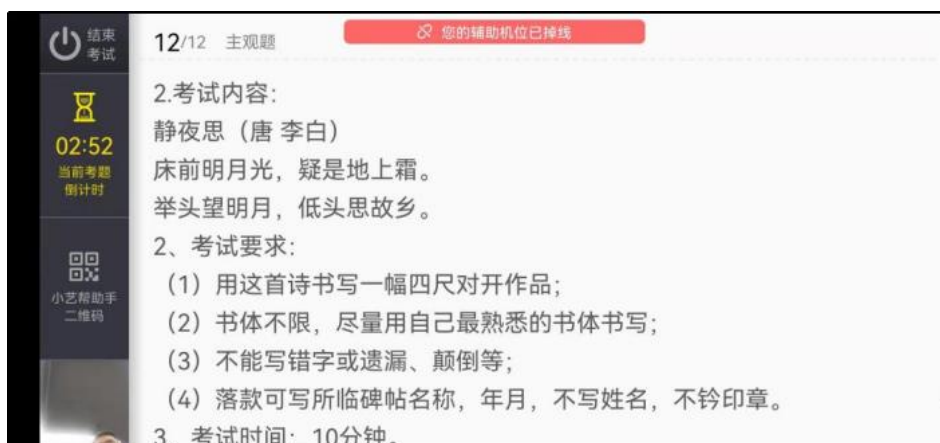 结束
考试
02:52
当前考题
倒计时
小艺帮助手
二维码
12/12 主观题
您的辅助机位已掉线
2.考试内容:
静夜思（唐 李白）
床前明月光，疑是地上霜。
举头望明月，低头思故乡。
2、考试要求:
（1）用这首诗书写一幅四尺对开作品;
（2）书体不限，尽量用自己最熟悉的书体书写;
（3）不能写错字或遗漏、颠倒等;
（4）落款可写所临碑帖名称，年月，不写姓名，不钤印章。
3、考试时间: 10分钟。